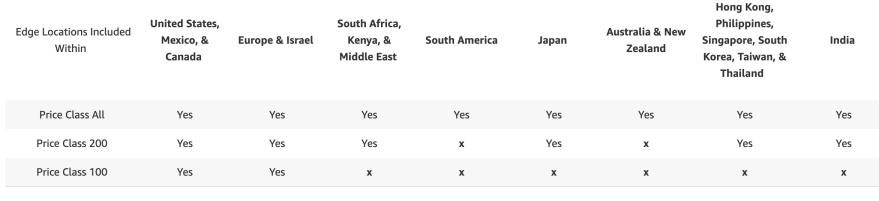 Edge Locations Included
Within
United States,
Mexico, &
Canada
Europe & Israel
South Africa,
Kenya, &
Middle East
South America
Japan
Australia & New
Zealand
Hong Kong,
Philippines,
Singapore, South
Korea, Taiwan, &
Thailand
India
Price Class All Yes Yes Yes Yes Yes Yes Yes Yes
Price Class 200 Yes Yes Yes x Yes x Yes Yes
Price Class 100 Yes Yes x x x x x x